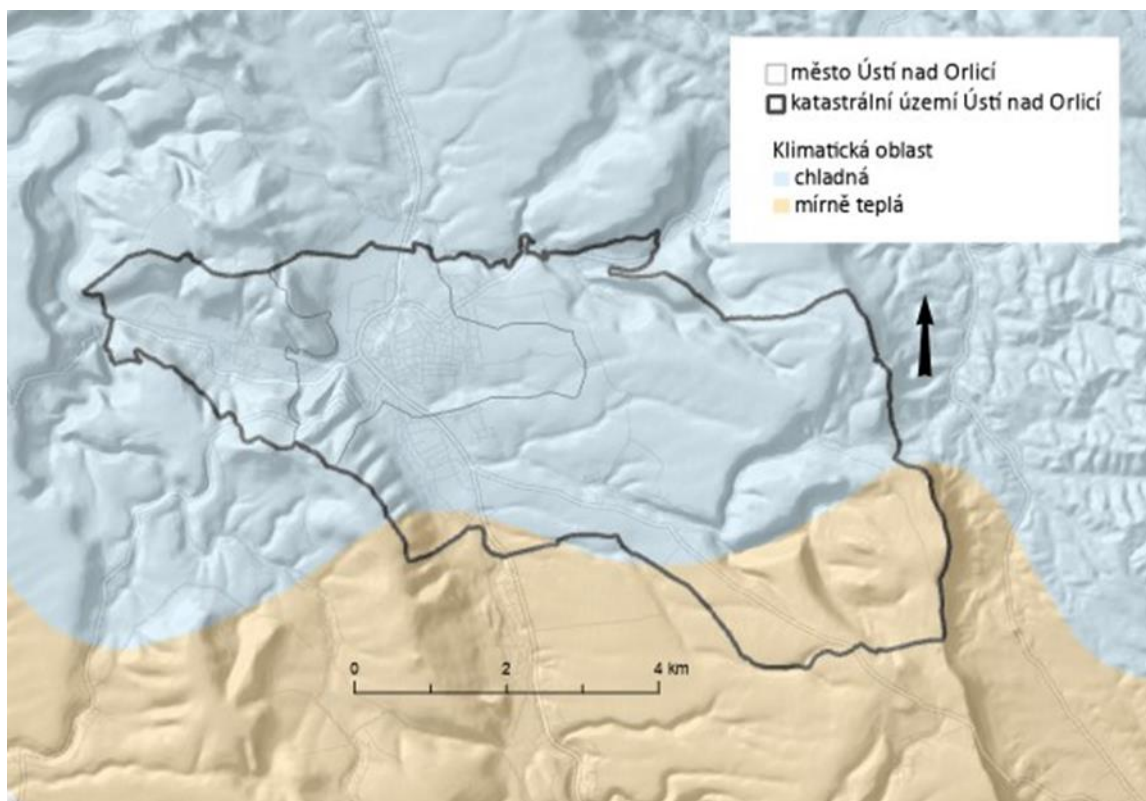 město Ústí nad Orlicí
katastrální území Ústí nad Orlicí
Klimatická oblast
chladná
mírně teplá
0 2 4 km